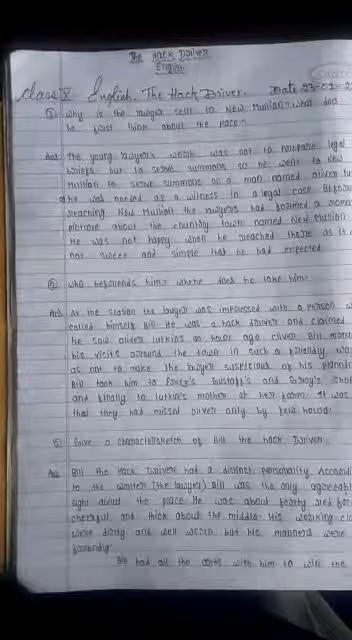 The Hack Driver
English
Class X English. The Hack Driver. Date 23-02-2
Q) Why is the lawyer sent to New Mullion? What does
he first think about the place?
Ans The young lawyer's work was not to prepare legal
briefs but to serve summons so he went to New
Mullion to serve summons on a man named oliver
He was needed as a witness in a legal case. Before
reaching New Mullion the lawyers had formed a
picture about the country town named New Mullion.
He was not happy when he reached there as it
not sweet and simple that he had expected
Q) Who befriends him? where does he take him?
Ans At the station the lawyer was impressed with a person
called himself Bill. He was a hack driver and claimed
he saw oliver lutkins an hour ago cliver Bill
his visits around the town in such a friendly
as not to make the lawyer suspicious of his
Bill took him to Gustaff's and Gray's shop
and finally to lutkin's mother at her farm. It was
that they had missed oliver only by few hours.
Q) Give a charactersketch of Bill the hack Driver
Ans Bill the Hack Driver had a distinct personality. Accord
to the writer (the lawyer) Bill was the only agreeable
sight about the place. He was about forty red
cheerful and thick about the middle. His working
were dirty and well worn but his manners were
friendly.
Bill had all the with him to win the